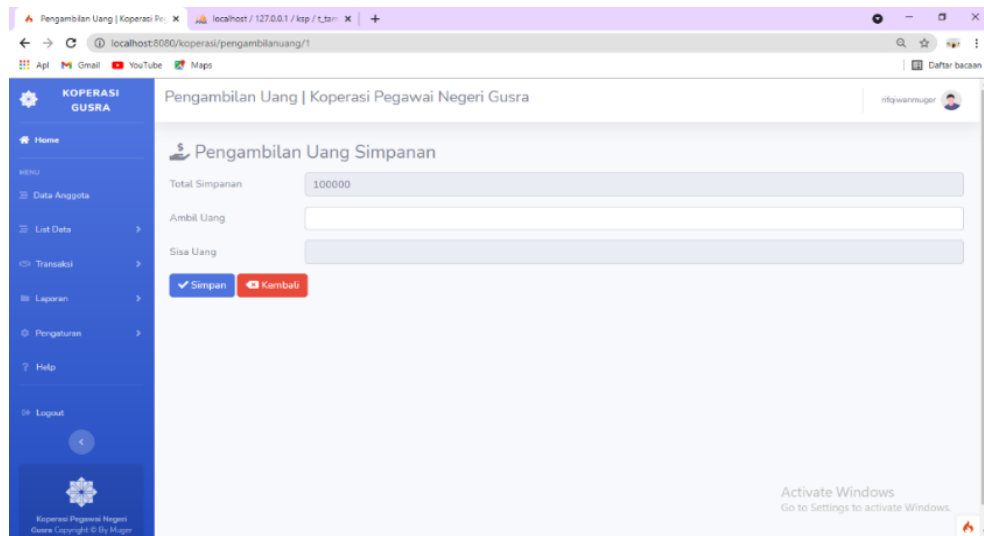 Pengambilan Uang | Koperasi Pe
localhost / 127.0.0.1 / ksp / t_tam
localhost:8080/koperasi/pengambilanuang/1
Apl
Gmail
YouTube
Maps
Daftar bacaan
KOPERASI
GUSRA
Pengambilan Uang | Koperasi Pegawai Negeri Gusra
rifqiwanmuger
Home
MENU
Data Anggota
List Data
Transaksi
Laporan
Pengaturan
? Help
Logout
Pengambilan Uang Simpanan
Total Simpanan
100000
Ambil Uang
Sisa Uang
Simpan
Kembali
Koperasi Pegawai Negeri
Gusra Copyright © By Muger
Activate Windows
Go to Settings to activate Windows.